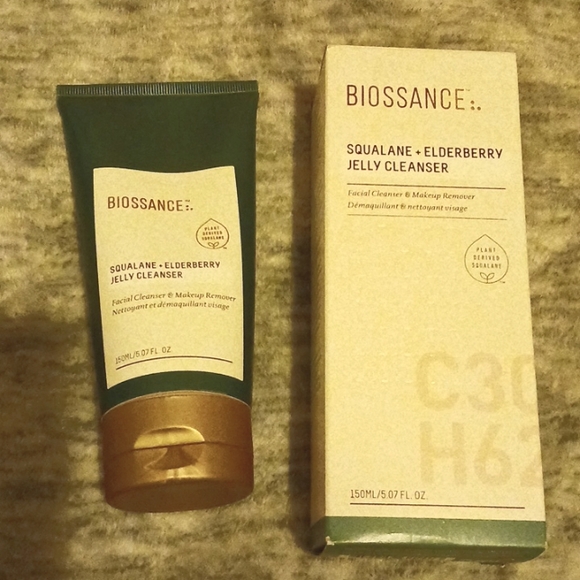 BIOSSANCE™
PLANT
DERIVED
SQUALANE
SQUALANE + ELDERBERRY
JELLY CLEANSER
Facial Cleanser & Makeup Remover
Nettoyant et démaquillant visage
150ML/5.07 FL. OZ.
BIOSSANCE™
SQUALANE + ELDERBERRY
JELLY CLEANSER
Facial Cleanser & Makeup Remover
Démaquillant & nettoyant visage
PLANT
DERIVED
SQUALANE
C30
H62
150ML/5.07 FL. OZ.